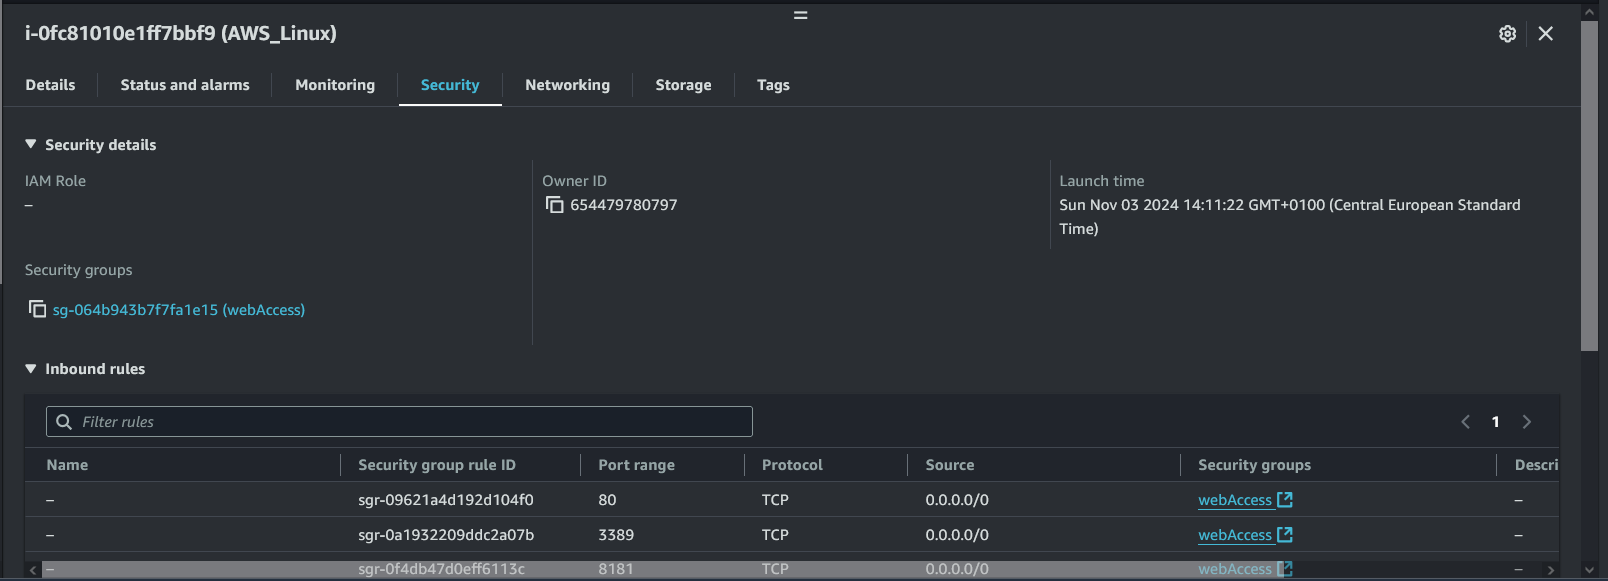 i-0fc81010e1ff7bbf9 (AWS_Linux)
Details Status and alarms Monitoring Security Networking Storage Tags
Security details
IAM Role
–
Owner ID
654479780797
Launch time
Sun Nov 03 2024 14:11:22 GMT+0100 (Central European Standard
Time)
Security groups
sg-064b943b7f7fa1e15 (webAccess)
Inbound rules
Filter rules
1
Name Security group rule ID Port range Protocol Source Security groups Descri
– sgr-09621a4d192d104f0 80 TCP 0.0.0.0/0 webAccess –
– sgr-0a1932209ddc2a07b 3389 TCP 0.0.0.0/0 webAccess –
– sgr-0f4db47d0eff6113c 8181 TCP 0.0.0.0/0 webAccess –